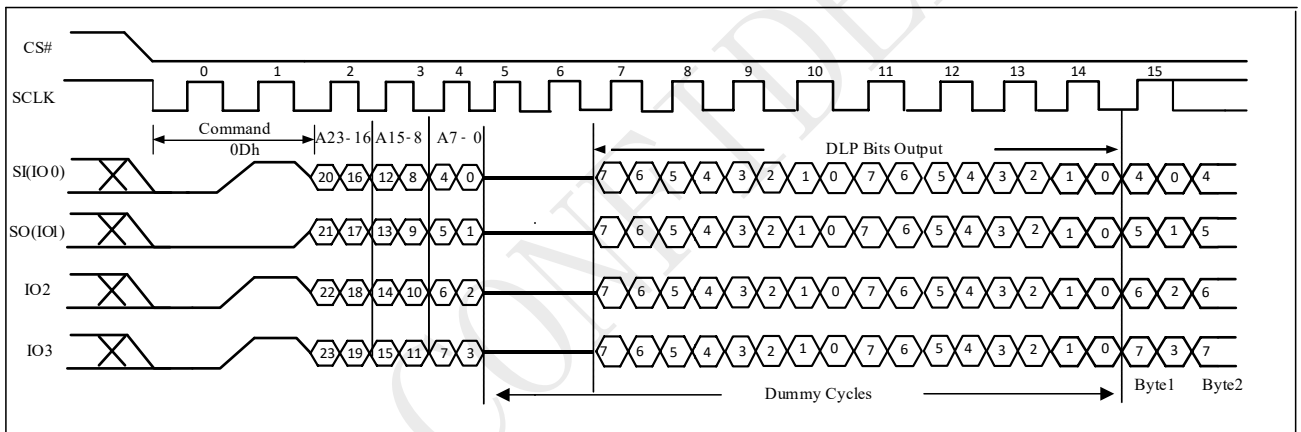 CS#
0 1 2 3 4 5 6 7 8 9 10 11 12 13 14 15
SCLK
Command
0Dh
A23-16 A15-8 A7-0
DLP Bits Output
SI(IO0)
20 16 12 8 4 0 7 6 5 4 3 2 1 0 7 6 5 4 3 2 1 0 4 0 4
SO(IO1)
21 17 13 9 5 1 7 6 5 4 3 2 1 0 7 6 5 4 3 2 1 0 5 1 5
IO2
22 18 14 10 6 2 7 6 5 4 3 2 1 0 7 6 5 4 3 2 1 0 6 2 6
IO3
23 19 15 11 7 3 7 6 5 4 3 2 1 0 7 6 5 4 3 2 1 0 7 3 7
Dummy Cycles
Byte1 Byte2
CONFIDE